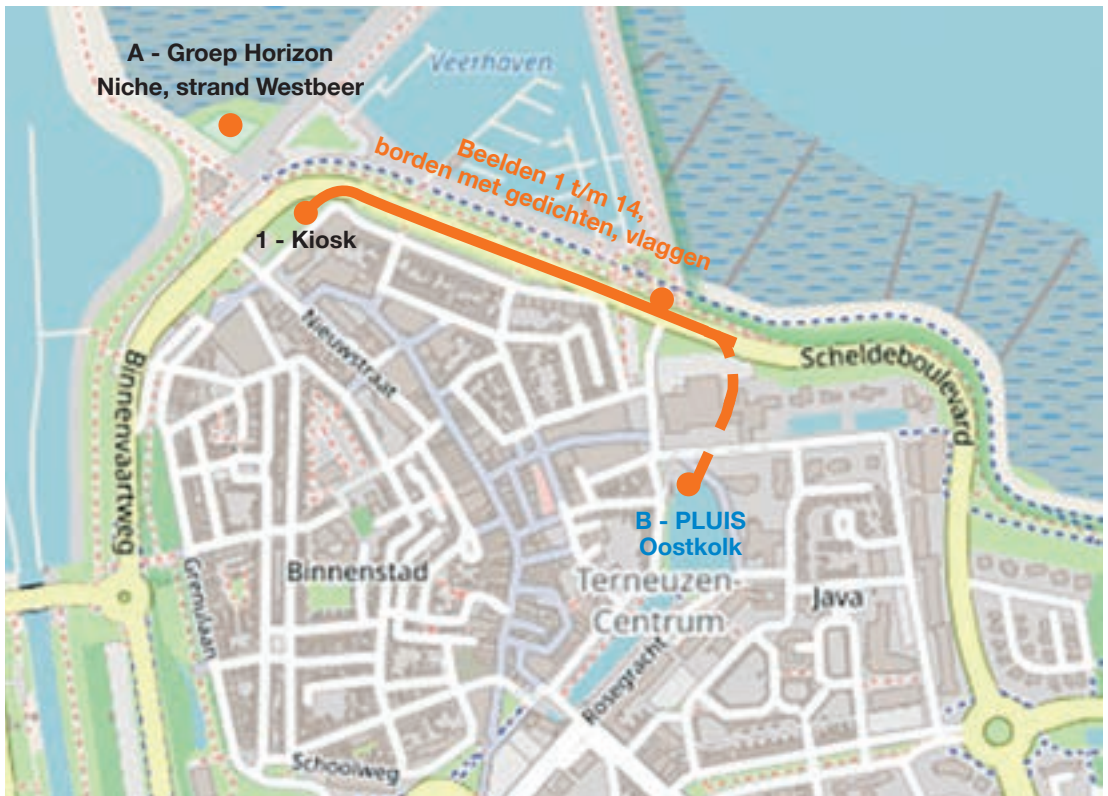 A - Groep Horizon
Niche, strand Westbeer
Veerhaven
Beelden 1 t/m 14,
borden met gedichten, vlaggen
1 - Kiosk
Nieuwstraat
Scheldeboulevard
Binnenvaartweg
B - PLUIS
Oostkolk
Grenulaan
Binnenstad
Terneuzen-
Centrum
Java
Rosegracht
Schoolweg